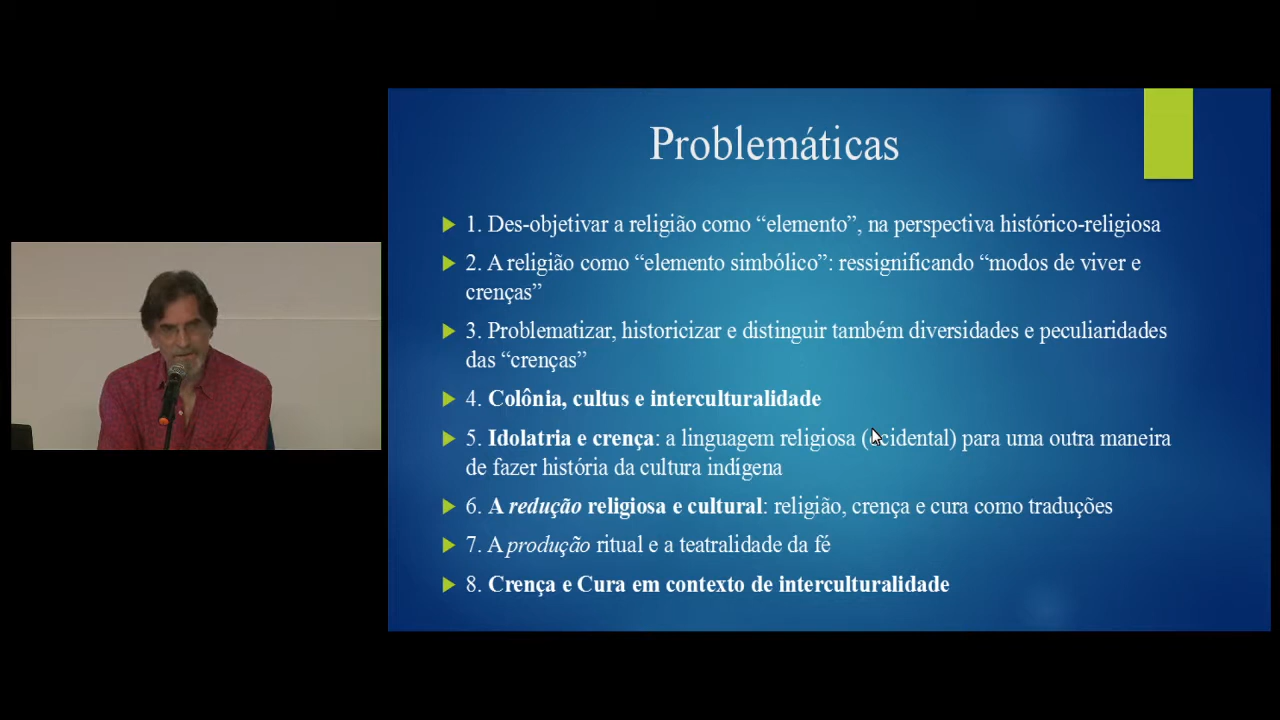 Problemáticas
1. Des-objetivar a religião como “elemento”, na perspectiva histórico-religiosa
2. A religião como “elemento simbólico”: ressignificando “modos de viver e
crenças”
3. Problematizar, historicizar e distinguir também diversidades e peculiaridades
das “crenças”
4. Colônia, cultus e interculturalidade
5. Idolatria e crença: a linguagem religiosa (ocidental) para uma outra maneira
de fazer história da cultura indígena
6. A redução religiosa e cultural: religião, crença e cura como traduções
7. A produção ritual e a teatralidade da fé
8. Crença e Cura em contexto de interculturalidade